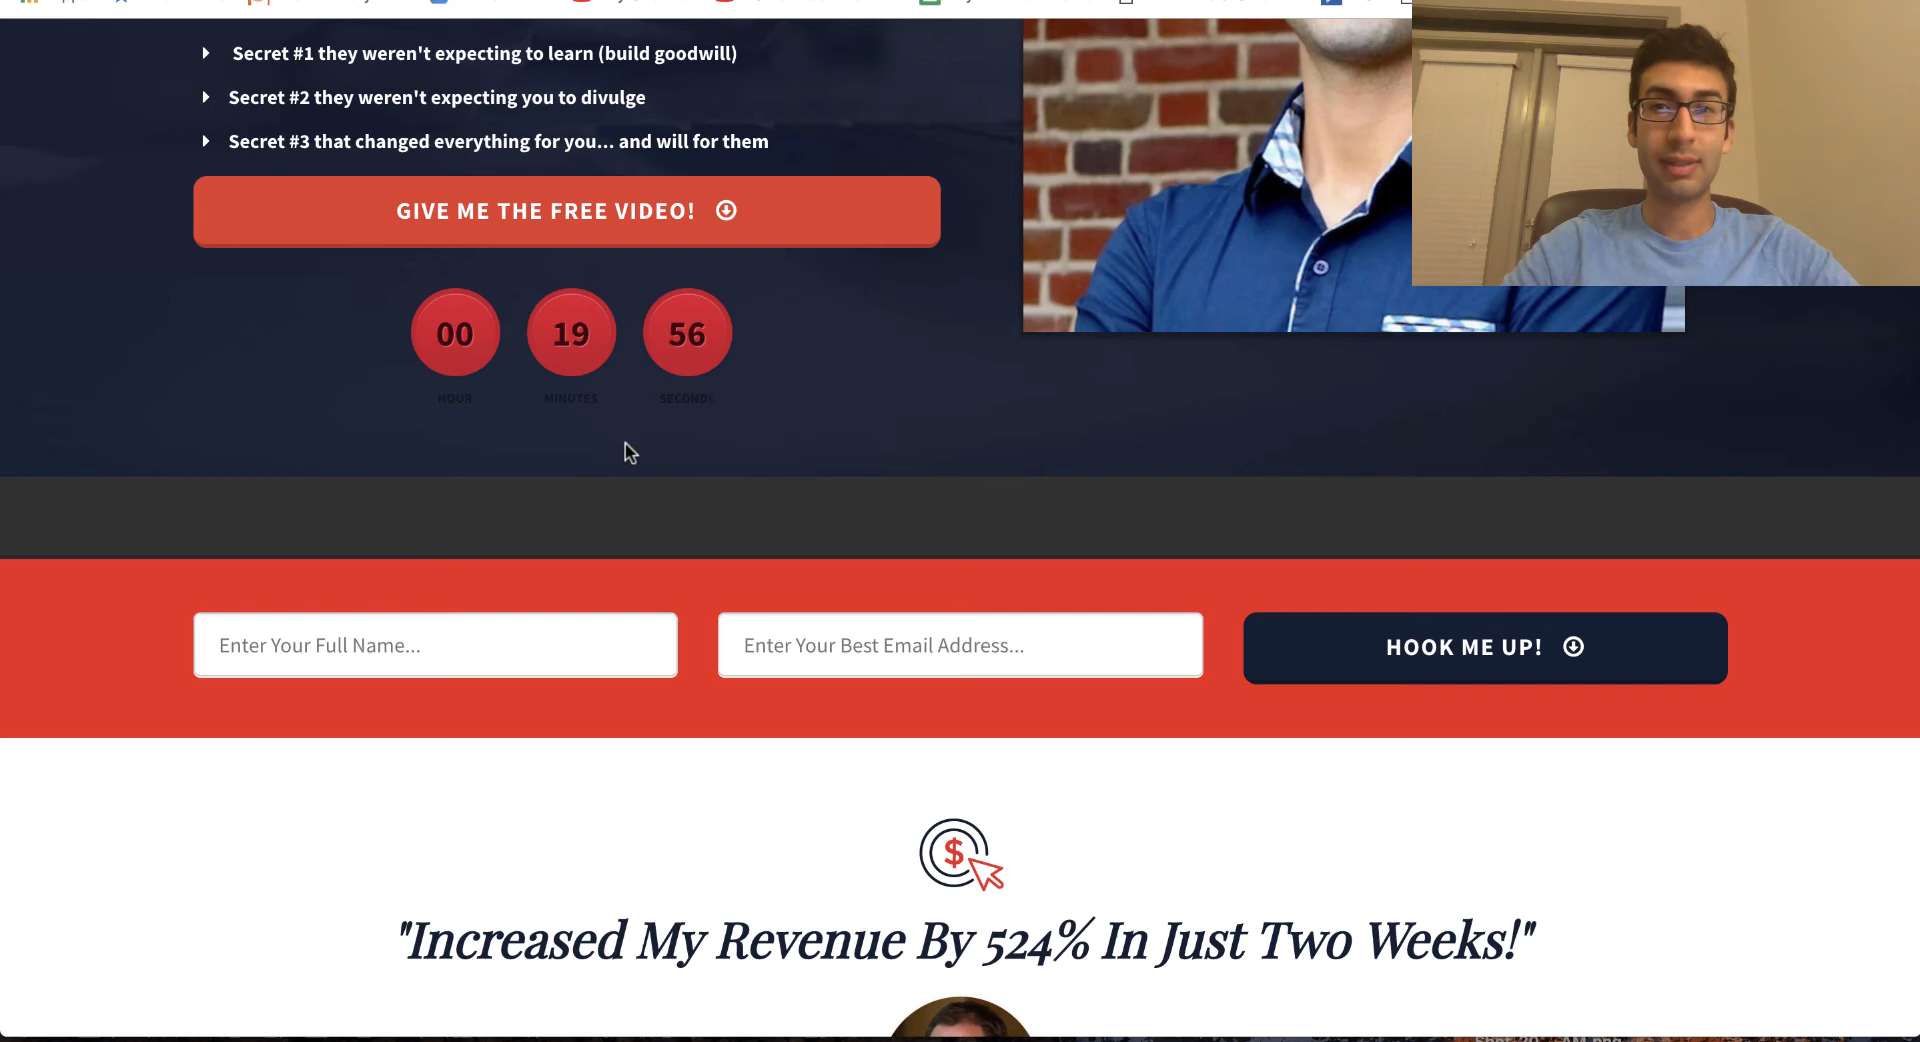 Secret #1 they weren't expecting to learn (build goodwill)
Secret #2 they weren't expecting you to divulge
Secret #3 that changed everything for you... and will for them
GIVE ME THE FREE VIDEO!
00 19 56
HOUR MINUTES SECONDS
Enter Your Full Name... Enter Your Best Email Address... HOOK ME UP!
$
"Increased My Revenue By 524% In Just Two Weeks!"